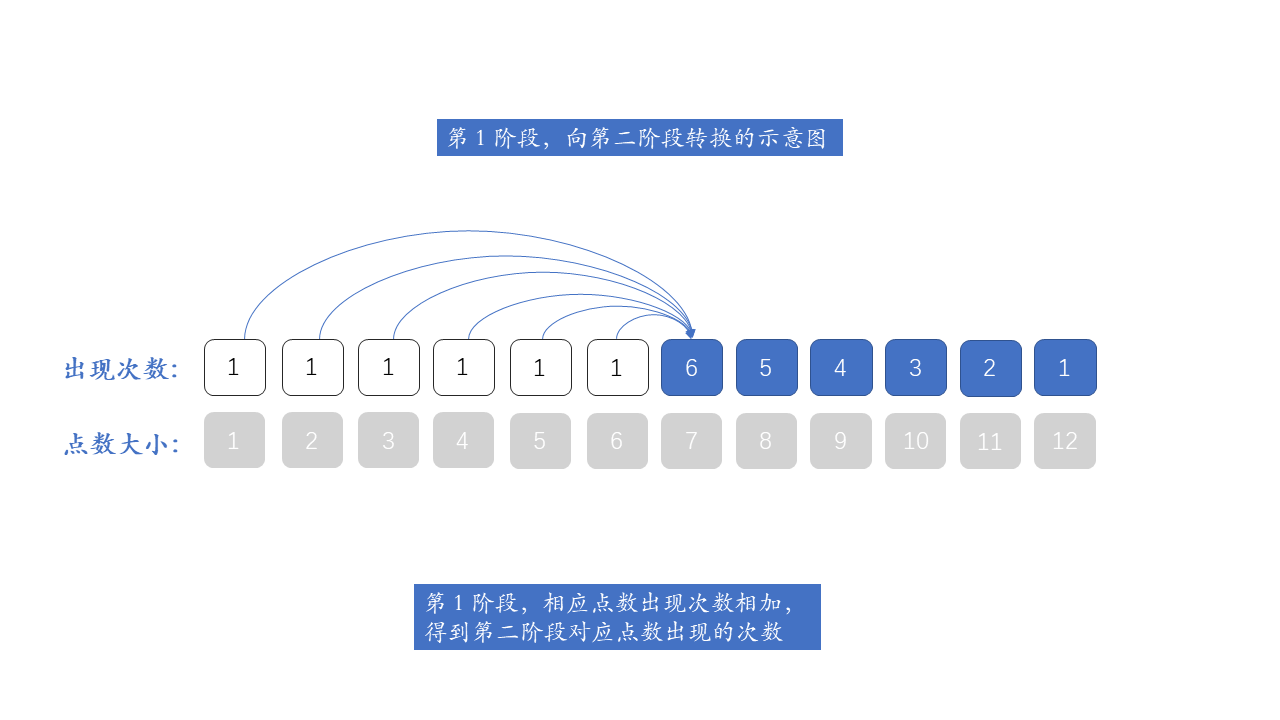 第 1 阶段，向第二阶段转换的示意图
出现次数： 1 1 1 1 1 1 6 5 4 3 2 1
点数大小： 1 2 3 4 5 6 7 8 9 10 11 12
第 1 阶段，相应点数出现次数相加，
得到第二阶段对应点数出现的次数